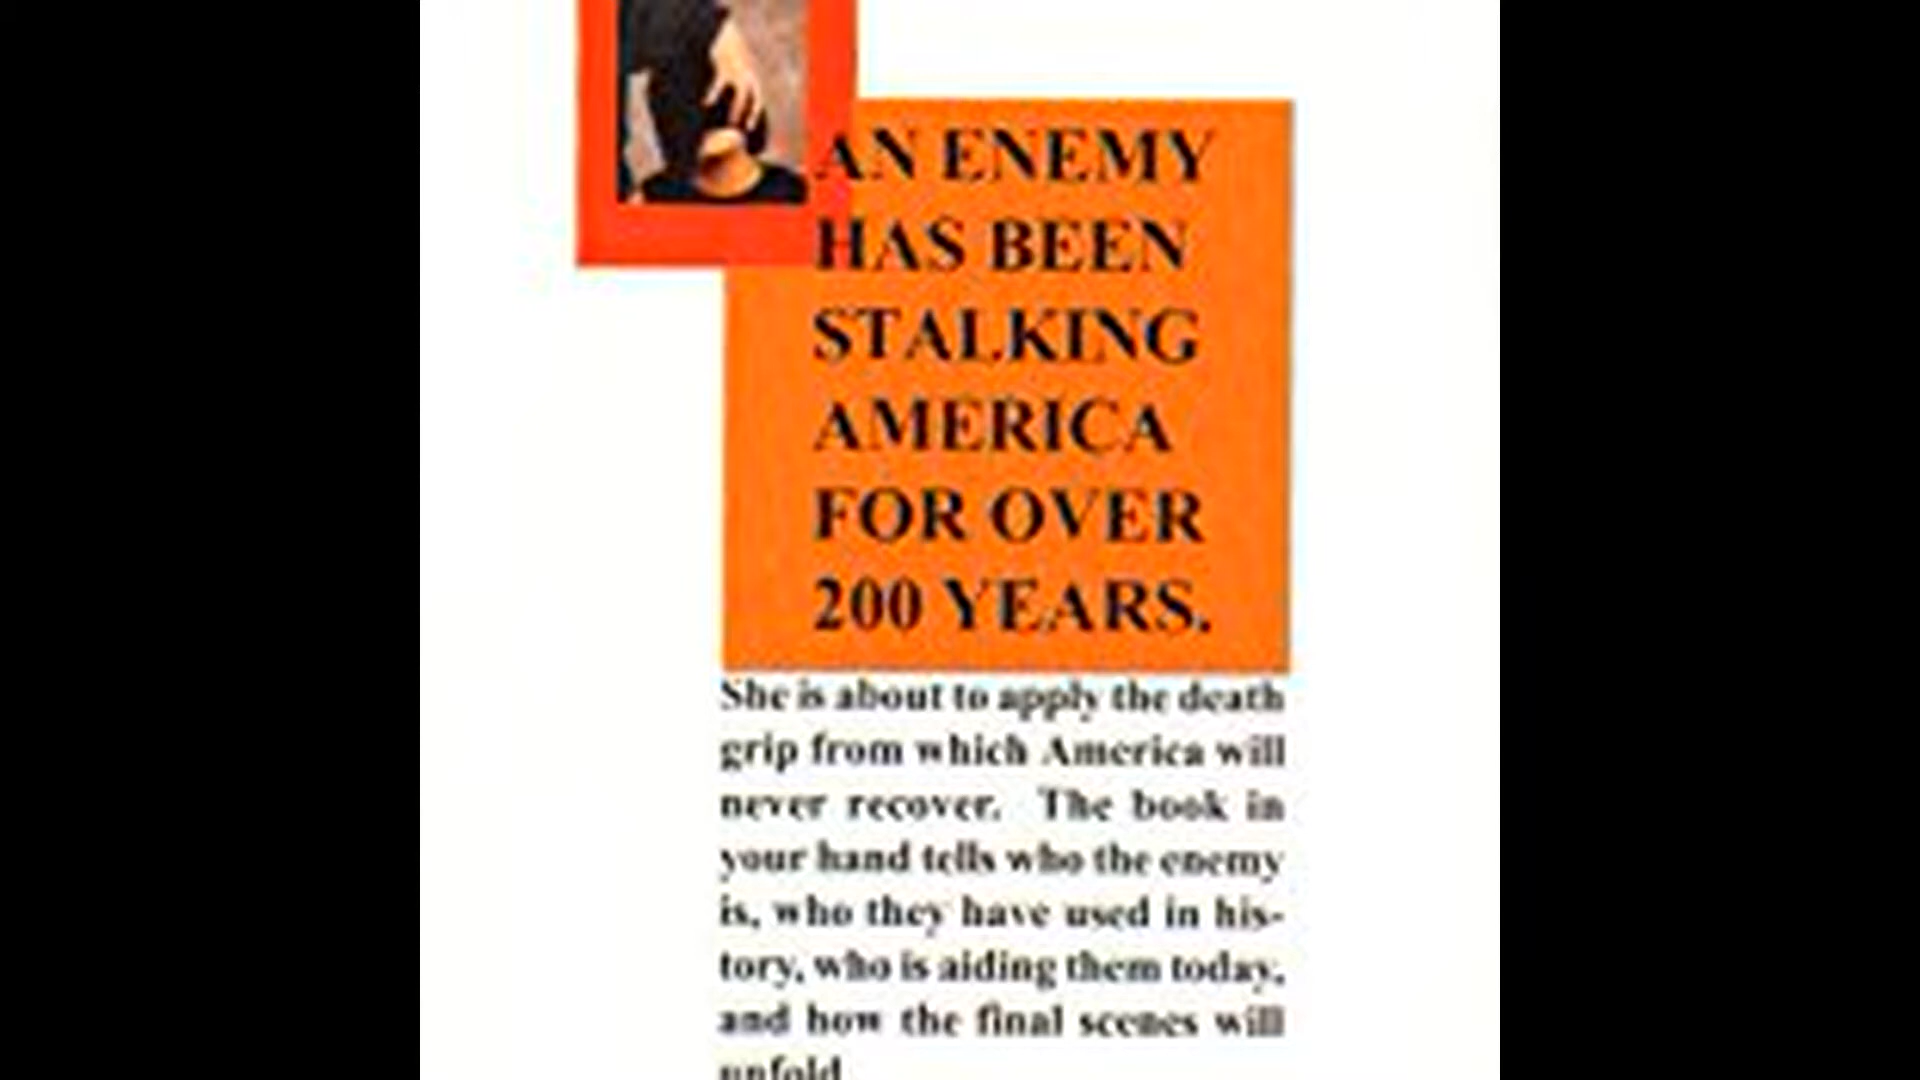 AN ENEMY
HAS BEEN
STALKING
AMERICA
FOR OVER
200 YEARS.
She is about to apply the death
grip from which America will
never recover. The book in
your hand tells who the enemy
is, who they have used in his-
tory, who is aiding them today,
and how the final scenes will
unfold